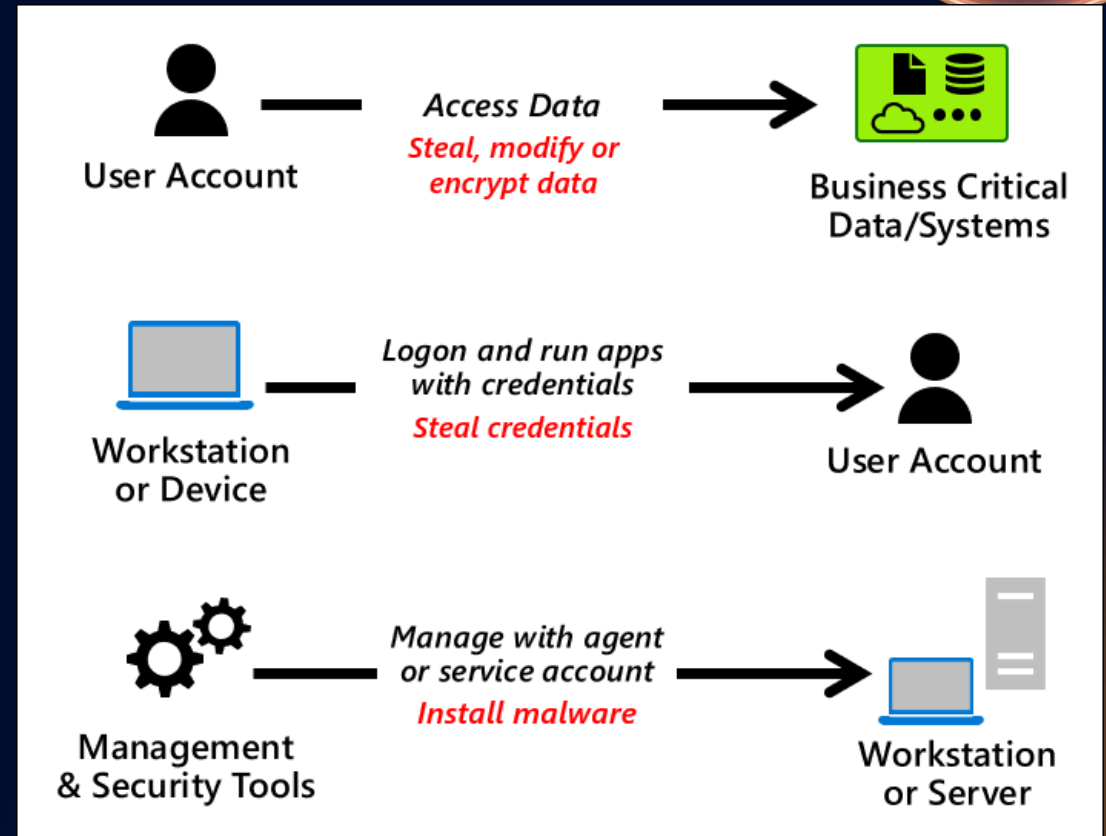 Access Data
Steal, modify or
encrypt data
User Account
Business Critical
Data/Systems
Logon and run apps
with credentials
Steal credentials
Workstation
or Device
User Account
Manage with agent
or service account
Install malware
Management
& Security Tools
Workstation
or Server